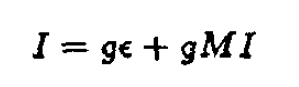 I = gϵ + gMI